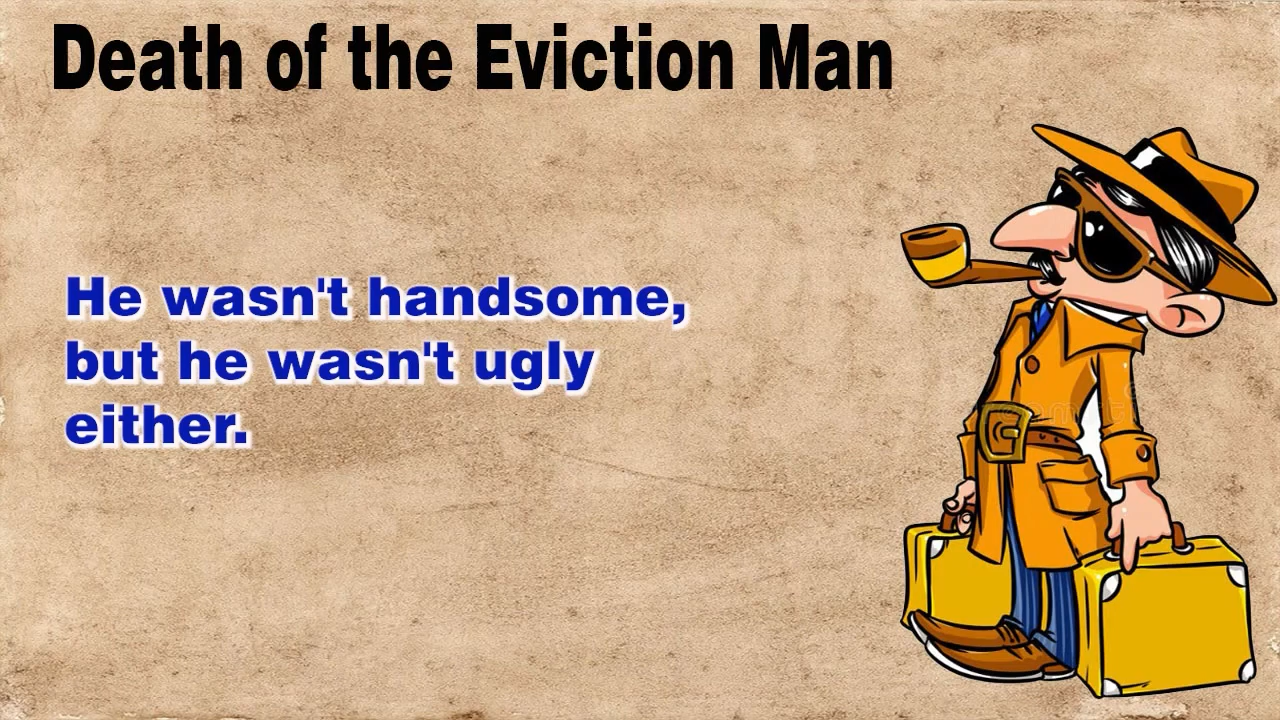 Death of the Eviction Man
He wasn't handsome,
but he wasn't ugly
either.